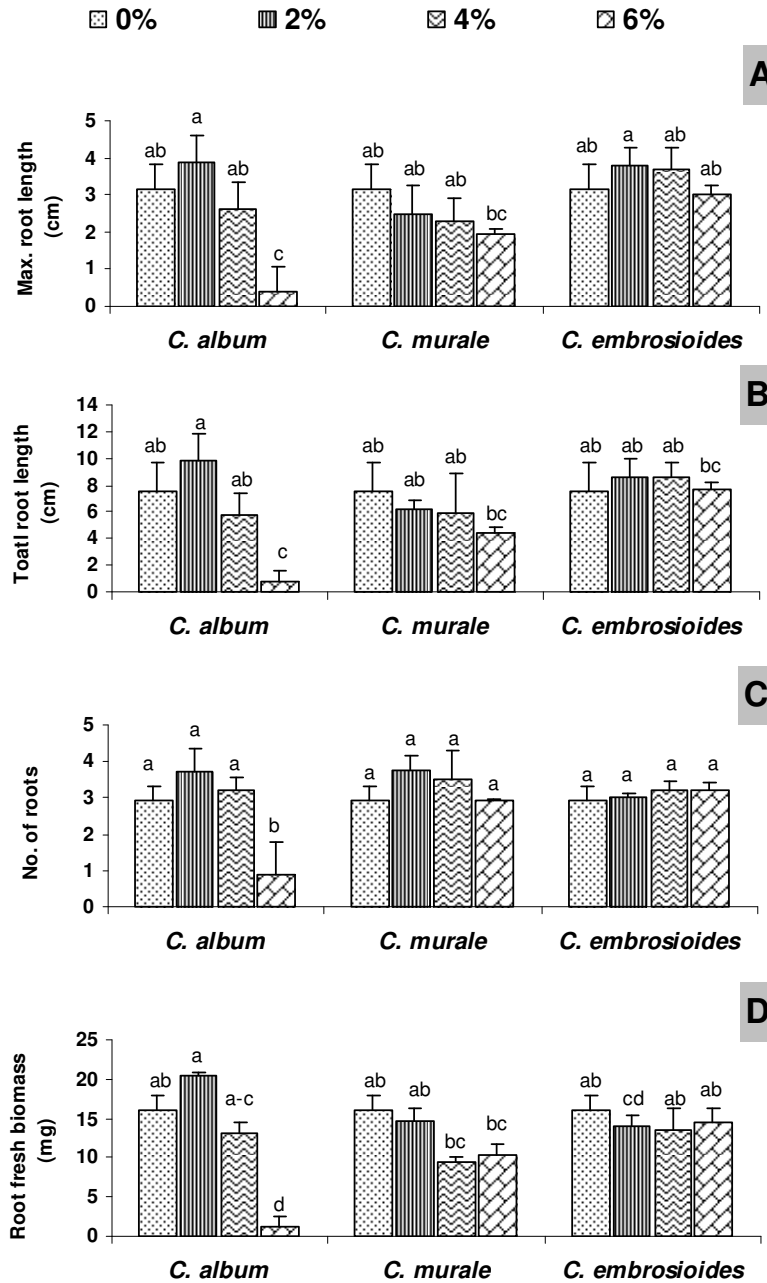 0% 2% 4% 6%
A
Max. root length
(cm)
5
4
3
2
1
0
ab a ab c ab ab ab bc ab a ab ab
C. album C. murale C. embrosioides
B
Toatl root length
(cm)
14
12
10
8
6
4
2
0
ab a ab c ab ab ab bc ab ab ab bc
C. album C. murale C. embrosioides
C
No. of roots
5
4
3
2
1
0
a a a b a a a a a a a a
C. album C. murale C. embrosioides
D
Root fresh biomass
(mg)
25
20
15
10
5
0
ab a a-c d ab ab bc bc ab cd ab ab
C. album C. murale C. embrosioides